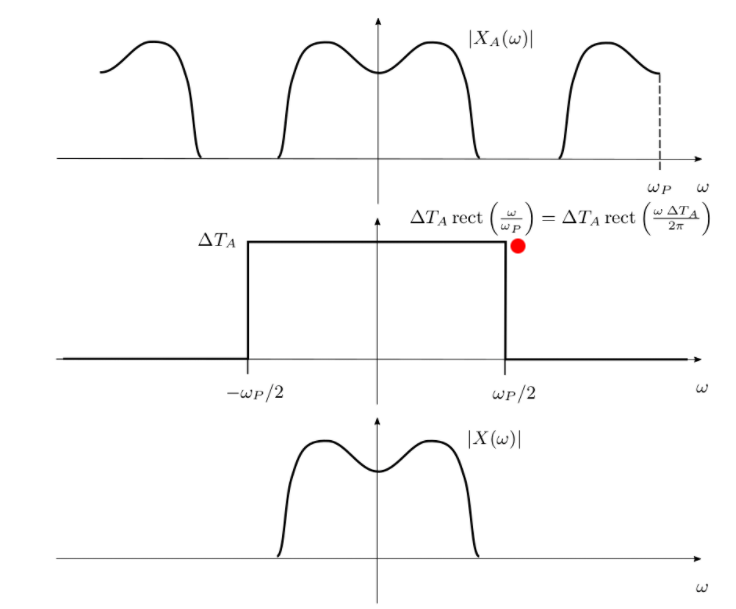 |X_A(ω)|
ω_P ω
ΔT_A rect(ω/ω_P) = ΔT_A rect(ω ΔT_A/2π)
ΔT_A
−ω_P/2 ω_P/2 ω
|X(ω)|
ω